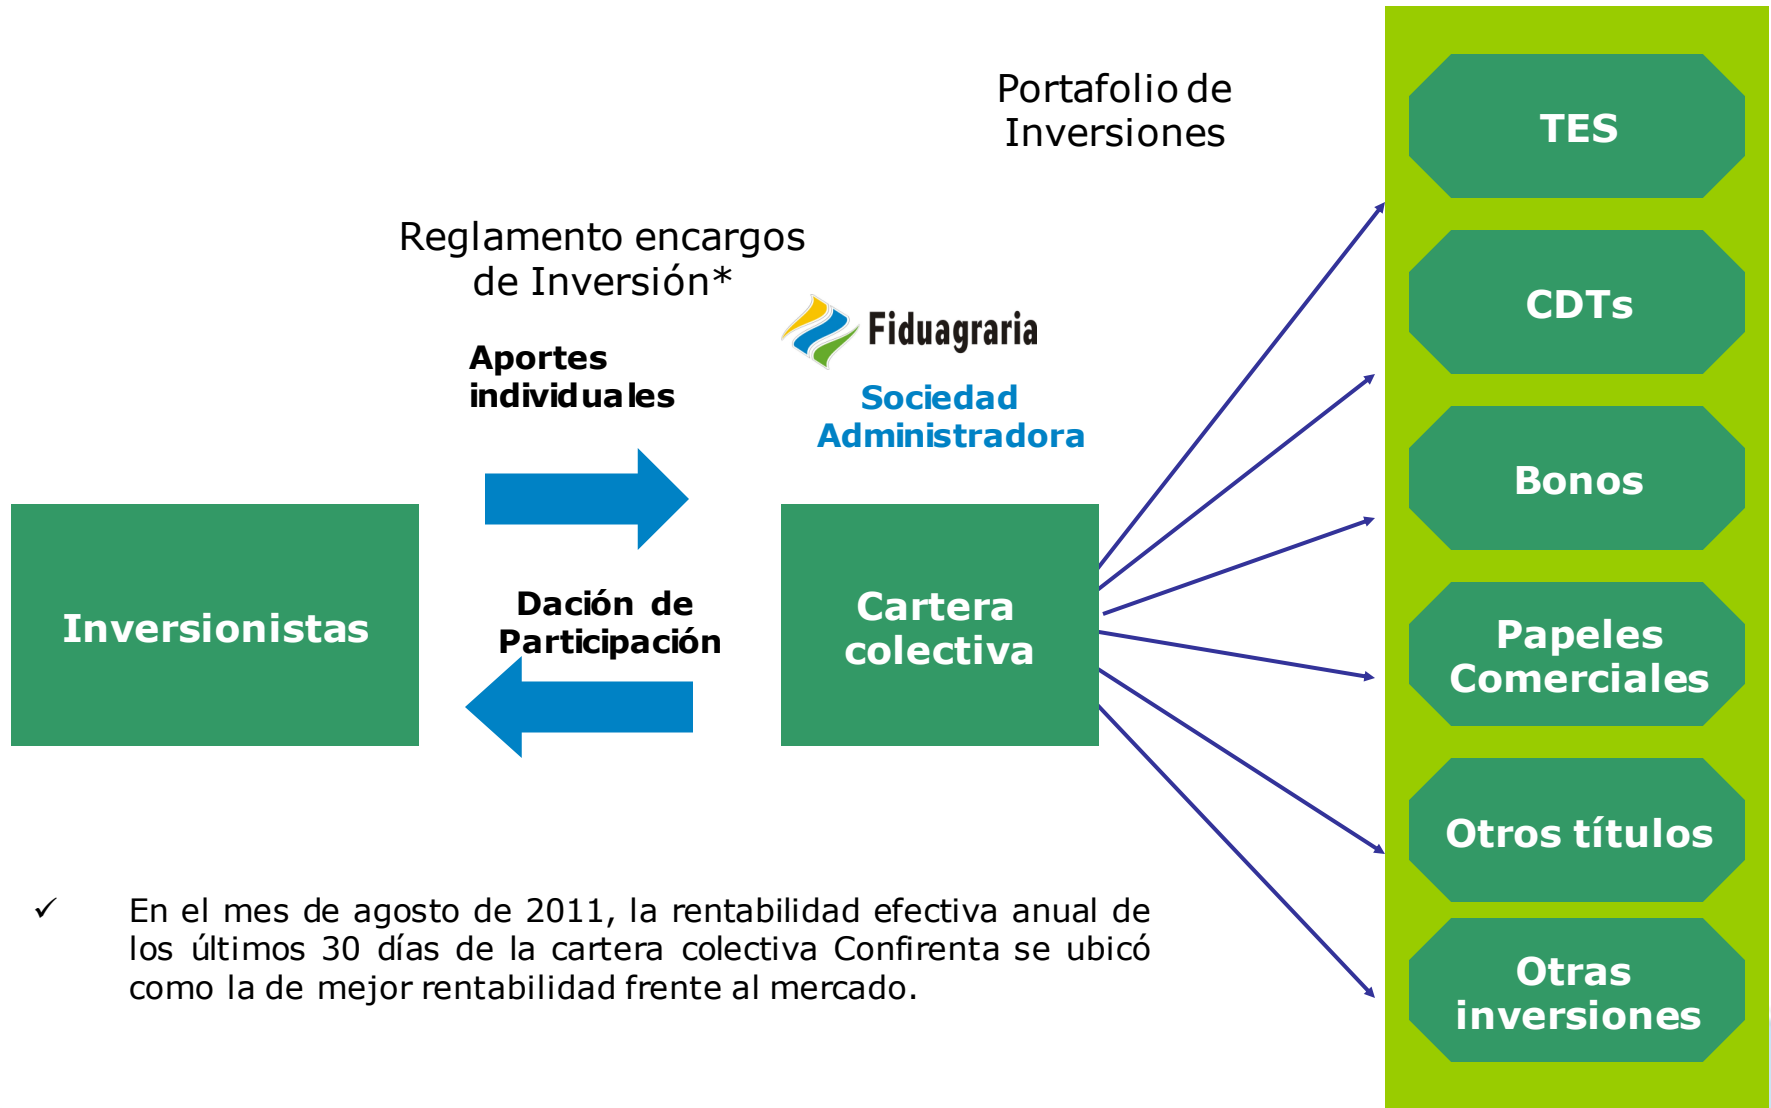 Portafolio de
Inversiones
Reglamento encargos
de Inversión*
Aportes
individuales
Fiduagraria
Sociedad
Administradora
Inversionistas
Dación de
Participación
Cartera
colectiva
TES
CDTs
Bonos
Papeles
Comerciales
Otros títulos
Otras
inversiones
✓ En el mes de agosto de 2011, la rentabilidad efectiva anual de
los últimos 30 días de la cartera colectiva Confirenta se ubicó
como la de mejor rentabilidad frente al mercado.